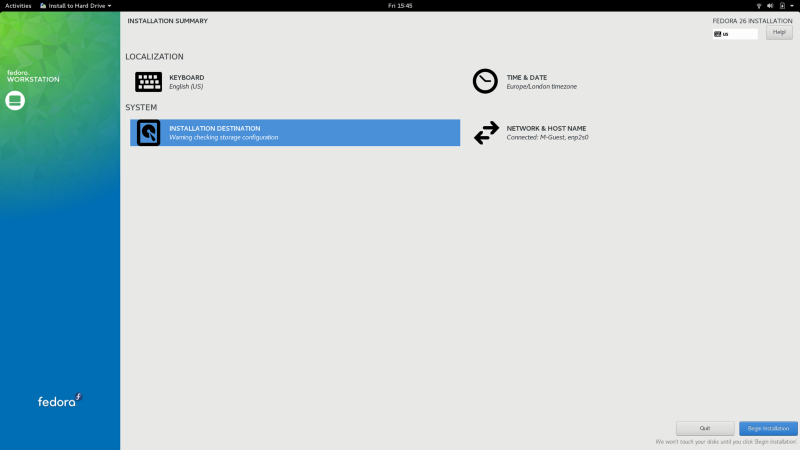 Activities Install to Hard Drive Fri 15:45
INSTALLATION SUMMARY
FEDORA 26 INSTALLATION
us
Help!
fedora.
WORKSTATION
LOCALIZATION
KEYBOARD
English (US)
TIME & DATE
Europe/London timezone
SYSTEM
INSTALLATION DESTINATION
Warning checking storage configuration
NETWORK & HOST NAME
Connected: M-Guest, enp2s0
fedora
Quit
Begin Installation
We won't touch your disks until you click 'Begin Installation'.